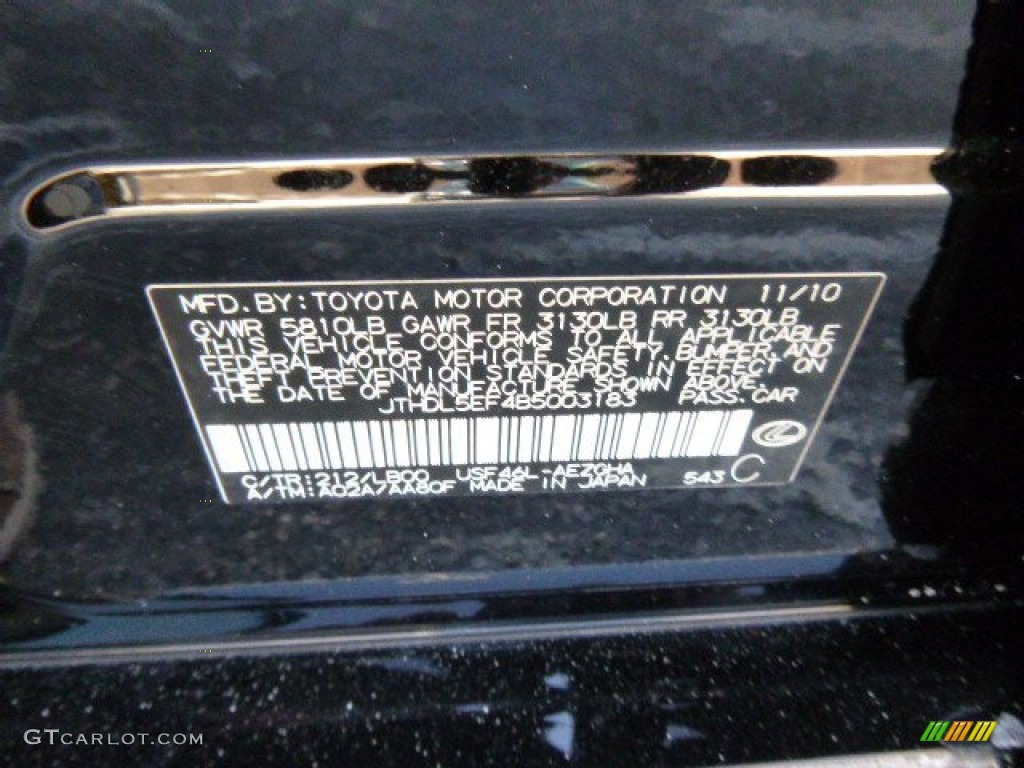 MFD.BY:TOYOTA MOTOR CORPORATION 11/10
GVWR 5810LB GAWR FR 3130LB RR 3130LB
THIS VEHICLE CONFORMS TO ALL APPLICABLE
FEDERAL MOTOR VEHICLE SAFETY,BUMPER,AND
THEFT PREVENTION STANDARDS IN EFFECT ON
THE DATE OF MANUFACTURE SHOWN ABOVE.
JTHDL5EF4B5003183 PASS.CAR
C/TR:212/LB00 USF46L-AEZGHA 543 C
A/TM:A02A/AA80F MADE IN JAPAN
GTCARLOT.COM